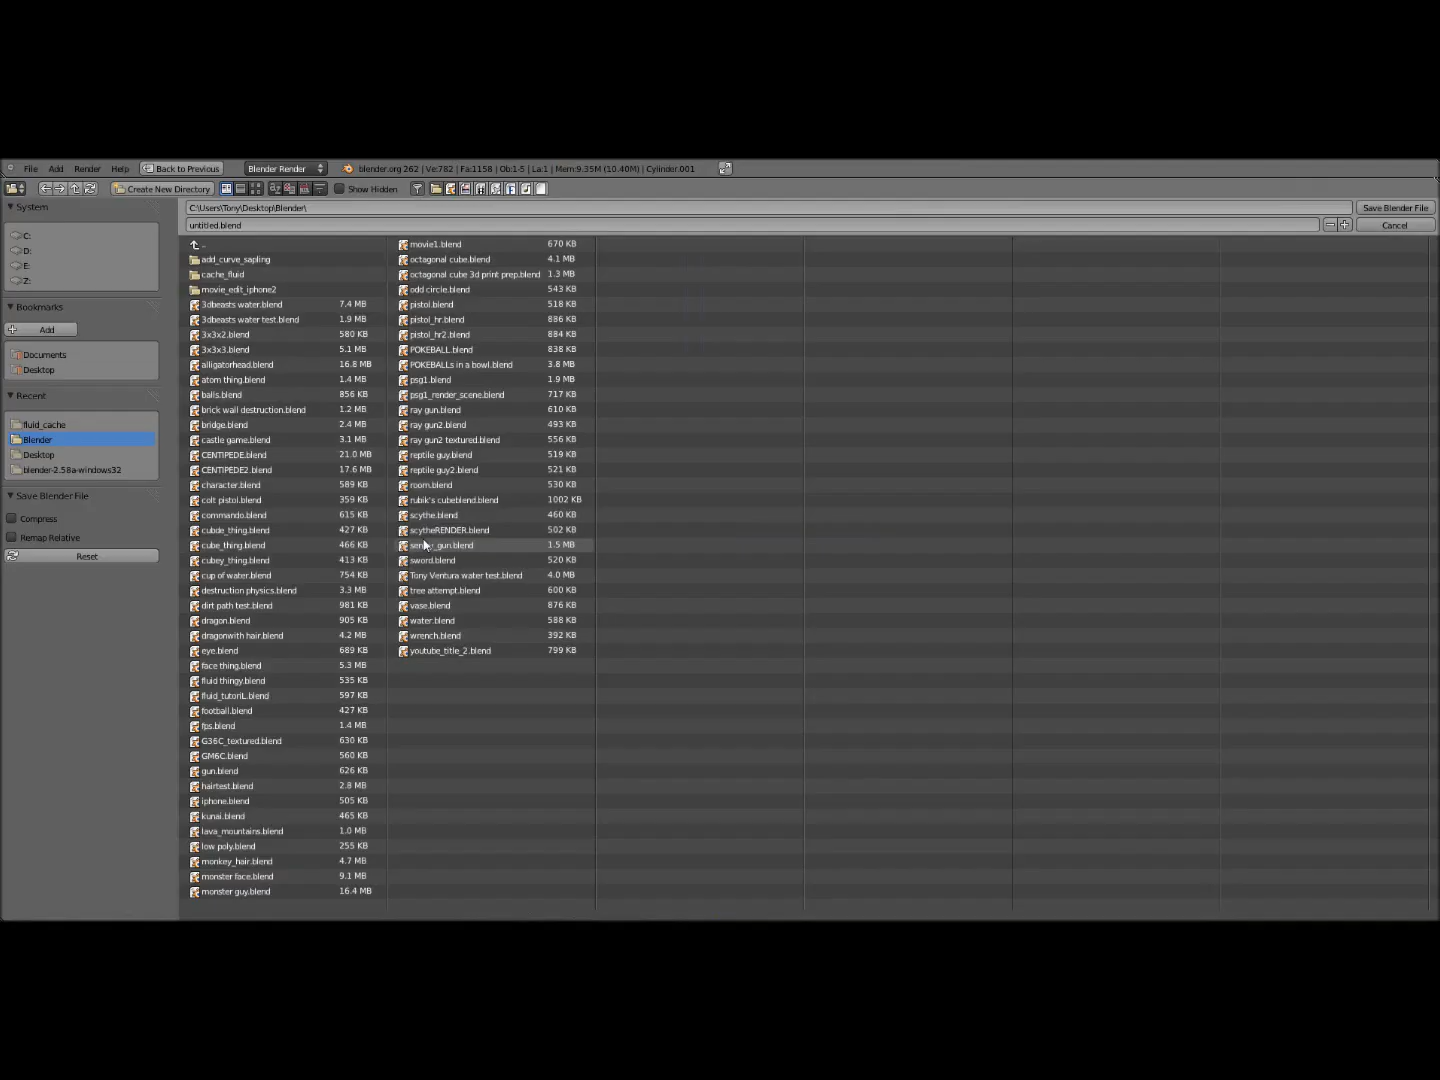 File Add Render Help Back to Previous Blender Render blender.org 262 | Ve:782 | Fa:1158 | Ob:1-5 | La:1 | Mem:9.35M (10.40M) | Cylinder.001
Create New Directory Show Hidden
System
C:
D:
E:
Z:
Bookmarks
Add
Documents
Desktop
Recent
fluid_cache
Blender
Desktop
blender-2.58a-windows32
Save Blender File
Compress
Remap Relative
Reset
C:\Users\Tony\Desktop\Blender\ Save Blender File
untitled.blend Cancel
..
add_curve_sapling
cache_fluid
movie_edit_iphone2
3dbeasts water.blend 7.4 MB
3dbeasts water test.blend 1.9 MB
3x3x2.blend 580 KB
3x3x3.blend 5.1 MB
alligatorhead.blend 16.8 MB
atom thing.blend 1.4 MB
balls.blend 856 KB
brick wall destruction.blend 1.2 MB
bridge.blend 2.4 MB
castle game.blend 3.1 MB
CENTIPEDE.blend 21.0 MB
CENTIPEDE2.blend 17.6 MB
character.blend 589 KB
colt pistol.blend 359 KB
commando.blend 615 KB
cubde_thing.blend 427 KB
cube_thing.blend 466 KB
cubey_thing.blend 413 KB
cup of water.blend 754 KB
destruction physics.blend 3.3 MB
dirt path test.blend 981 KB
dragon.blend 905 KB
dragonwith hair.blend 4.2 MB
eye.blend 689 KB
face thing.blend 5.3 MB
fluid thingy.blend 535 KB
fluid_tutoriL.blend 597 KB
football.blend 427 KB
fps.blend 1.4 MB
G36C_textured.blend 630 KB
GM6C.blend 560 KB
gun.blend 626 KB
hairtest.blend 2.8 MB
iphone.blend 505 KB
kunai.blend 465 KB
lava_mountains.blend 1.0 MB
low poly.blend 255 KB
monkey_hair.blend 4.7 MB
monster face.blend 9.1 MB
monster guy.blend 16.4 MB
movie1.blend 670 KB
octagonal cube.blend 4.1 MB
octagonal cube 3d print prep.blend 1.3 MB
odd circle.blend 543 KB
pistol.blend 518 KB
pistol_hr.blend 836 KB
pistol_hr2.blend 884 KB
POKEBALL.blend 838 KB
POKEBALLs in a bowl.blend 3.8 MB
psg1.blend 1.9 MB
psg1_render_scene.blend 717 KB
ray gun.blend 610 KB
ray gun2.blend 493 KB
ray gun2 textured.blend 556 KB
reptile guy.blend 519 KB
reptile guy2.blend 521 KB
room.blend 530 KB
rubik's cubeblend.blend 1002 KB
scythe.blend 460 KB
scytheRENDER.blend 502 KB
1.5 MB
sword.blend 520 KB
Tony Ventura water test.blend 4.0 MB
tree attempt.blend 600 KB
vase.blend 876 KB
water.blend 588 KB
wrench.blend 392 KB
youtube_title_2.blend 799 KB